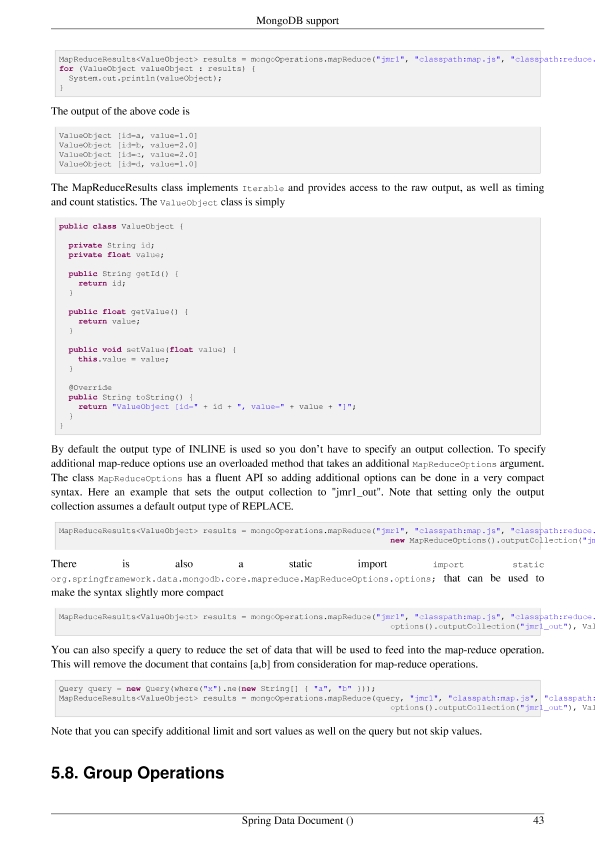 MongoDB support
MapReduceResults<ValueObject> results = mongoOperations.mapReduce("jmr1", "classpath:map.js", "classpath:reduce.
for (ValueObject valueObject : results) {
  System.out.println(valueObject);
}
The output of the above code is
ValueObject [id=a, value=1.0]
ValueObject [id=b, value=2.0]
ValueObject [id=c, value=2.0]
ValueObject [id=d, value=1.0]
The MapReduceResults class implements Iterable and provides access to the raw output, as well as timing
and count statistics. The ValueObject class is simply
public class ValueObject {
  private String id;
  private float value;
  public String getId() {
    return id;
  }
  public float getValue() {
    return value;
  }
  public void setValue(float value) {
    this.value = value;
  }
  @Override
  public String toString() {
    return "ValueObject [id=" + id + ", value=" + value + "]";
  }
}
By default the output type of INLINE is used so you don't have to specify an output collection. To specify
additional map-reduce options use an overloaded method that takes an additional MapReduceOptions argument.
The class MapReduceOptions has a fluent API so adding additional options can be done in a very compact
syntax. Here an example that sets the output collection to "jmr1_out". Note that setting only the output
collection assumes a default output type of REPLACE.
MapReduceResults<ValueObject> results = mongoOperations.mapReduce("jmr1", "classpath:map.js", "classpath:reduce.
new MapReduceOptions().outputCollection("jm
There is also a static import import static
org.springframework.data.mongodb.core.mapreduce.MapReduceOptions.options; that can be used to
make the syntax slightly more compact
MapReduceResults<ValueObject> results = mongoOperations.mapReduce("jmr1", "classpath:map.js", "classpath:reduce.
options().outputCollection("jmr1_out"), Val
You can also specify a query to reduce the set of data that will be used to feed into the map-reduce operation.
This will remove the document that contains [a,b] from consideration for map-reduce operations.
Query query = new Query(where("x").ne(new String[] { "a", "b" }));
MapReduceResults<ValueObject> results = mongoOperations.mapReduce(query, "jmr1", "classpath:map.js", "classpath:
options().outputCollection("jmr1_out"), Val
Note that you can specify additional limit and sort values as well on the query but not skip values.
5.8. Group Operations
Spring Data Document () 43